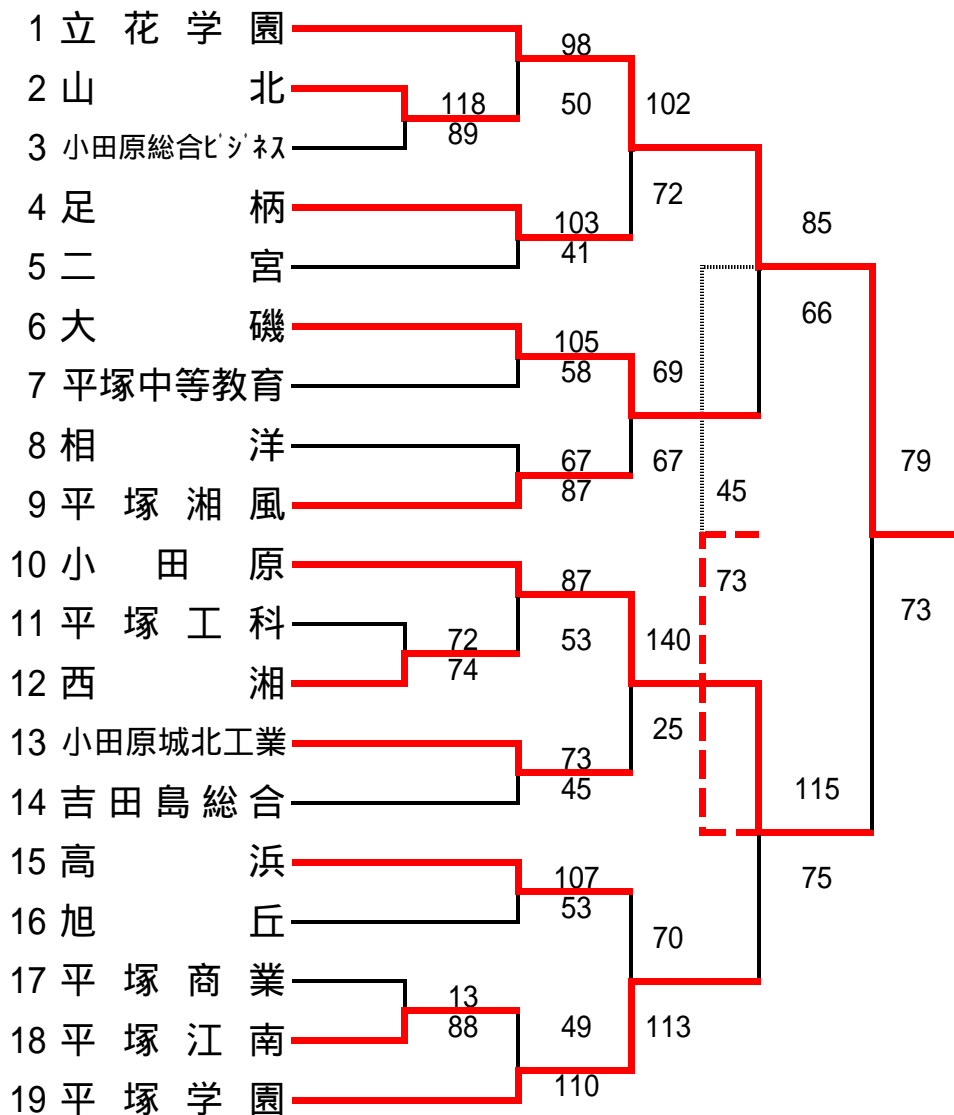 1 立花学園
98
2 山北
118
50
102
3 小田原総合ビジネス
89
4 足柄
103
72
85
5 二宮
41
6 大磯
105
66
7 平塚中等教育
58
69
8 相洋
67
67
79
9 平塚湘風
87
45
10 小田原
87
73
11 平塚工科
72
53
140
73
12 西湘
74
13 小田原城北工業
73
25
14 吉田島総合
45
115
15 高浜
107
75
16 旭丘
53
70
17 平塚商業
13
18 平塚江南
88
49
113
19 平塚学園
110